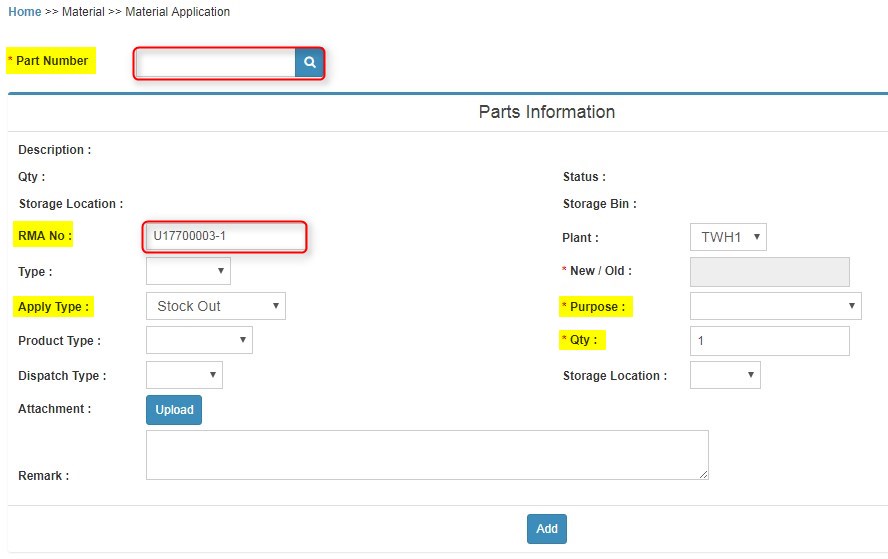 Home >> Material >> Material Application
* Part Number
Parts Information
Description :
Qty : Status :
Storage Location : Storage Bin :
RMA No : U17700003-1 Plant : TWH1
Type : * New / Old :
Apply Type : Stock Out * Purpose :
Product Type : * Qty : 1
Dispatch Type : Storage Location :
Attachment : Upload
Remark :
Add